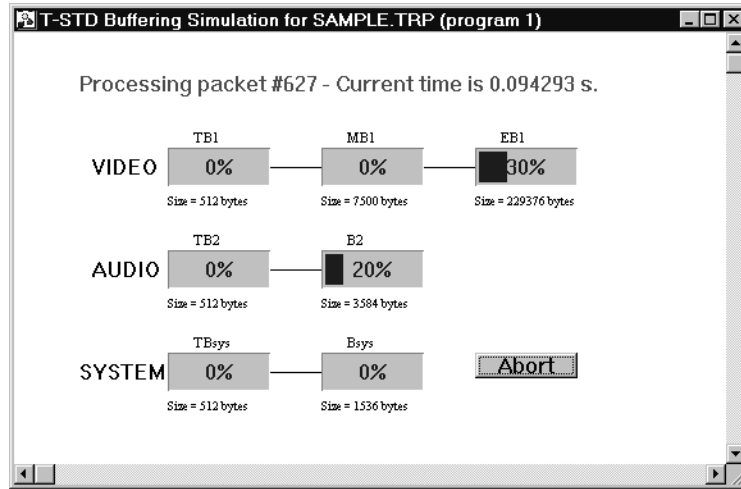 T-STD Buffering Simulation for SAMPLE.TRP (program 1)
Processing packet #627 - Current time is 0.094293 s.
TB1 MB1 EB1
VIDEO 0% 0% 30%
Size = 512 bytes Size = 7500 bytes Size = 229376 bytes
TB2 B2
AUDIO 0% 20%
Size = 512 bytes Size = 3584 bytes
TBsys Bsys
SYSTEM 0% 0% Abort
Size = 512 bytes Size = 1536 bytes